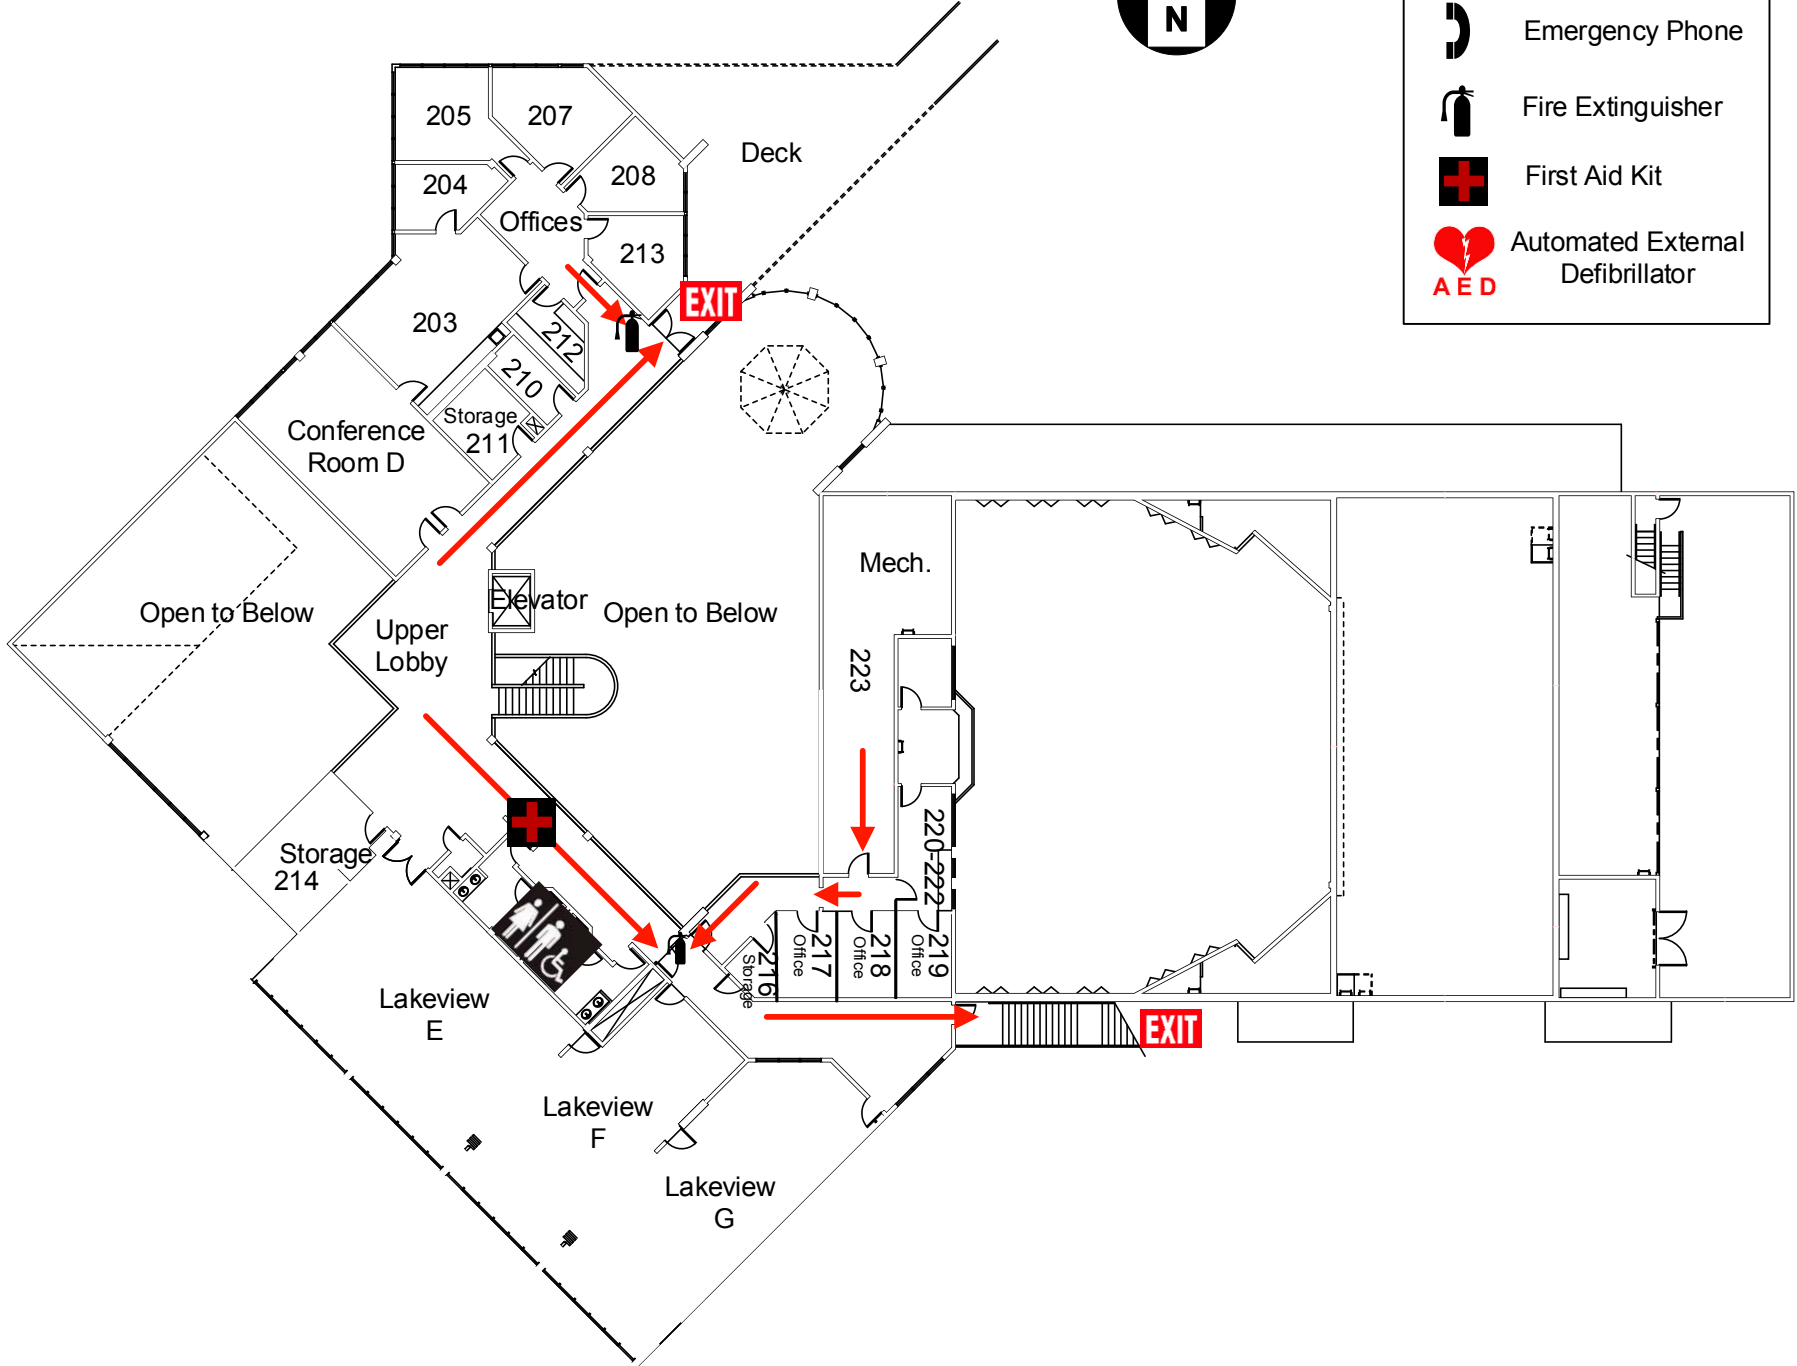 N
Emergency Phone
Fire Extinguisher
First Aid Kit
Automated External
Defibrillator
AED
205
207
Deck
204
208
Offices
213
EXIT
203
212
210
Storage
211
Conference
Room D
Mech.
Elevator
Open to Below
Open to Below
Upper
Lobby
223
220-222
Storage
214
216
Storage
217
Office
218
Office
219
Office
Lakeview
E
EXIT
Lakeview
F
Lakeview
G